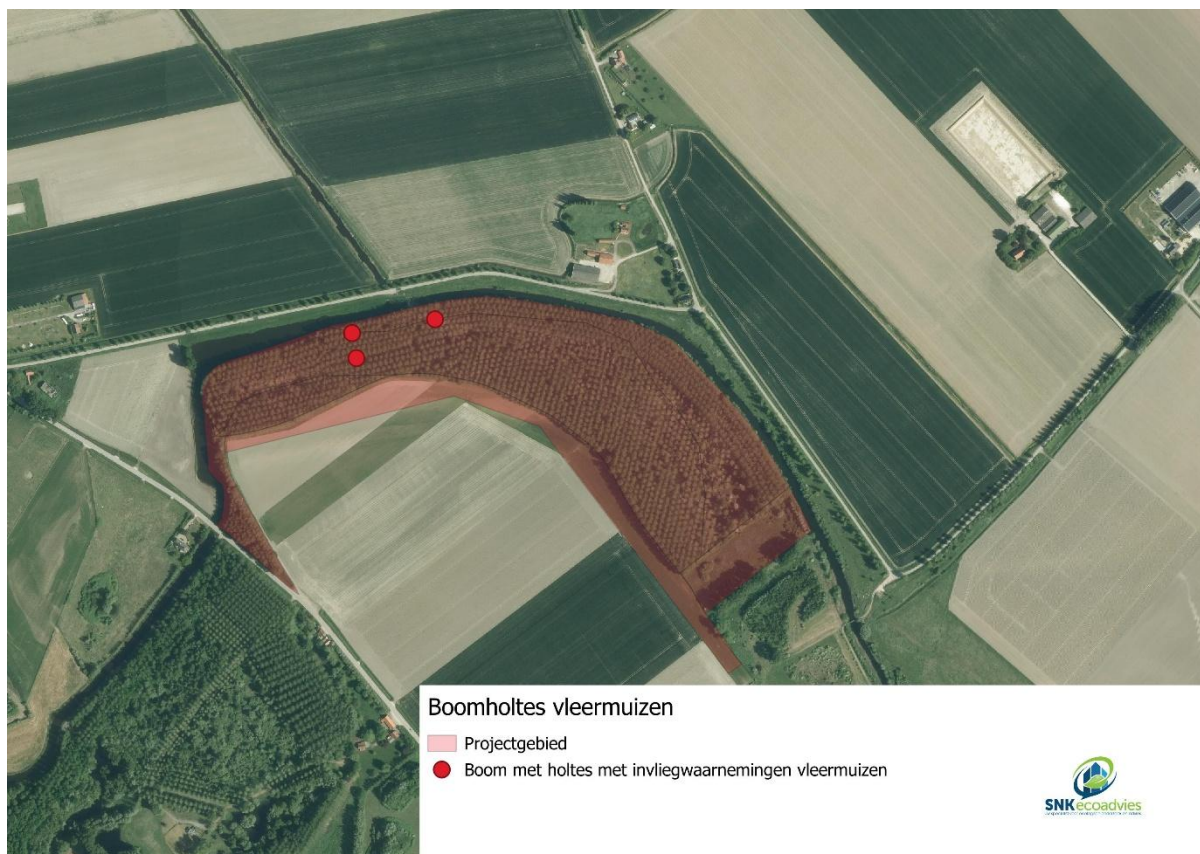 Boomholtes vleermuizen
Projectgebied
Boom met holtes met invliegwaarnemingen vleermuizen
SNKecoadvies